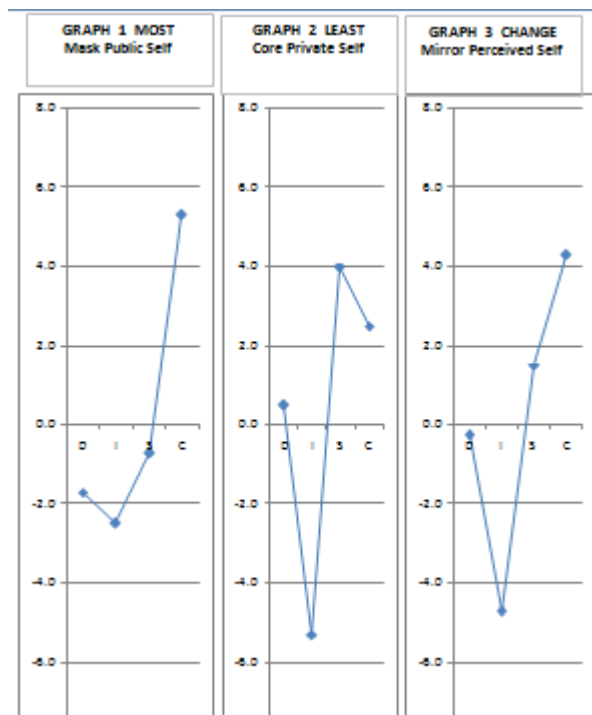 GRAPH 1 MOST
Mask Public Self
GRAPH 2 LEAST
Core Private Self
GRAPH 3 CHANGE
Mirror Perceived Self
8.0
6.0
4.0
2.0
0.0
-2.0
-4.0
-6.0
D I S C
8.0
6.0
4.0
2.0
0.0
-2.0
-4.0
-6.0
D I S C
8.0
6.0
4.0
2.0
0.0
-2.0
-4.0
-6.0
D I S C